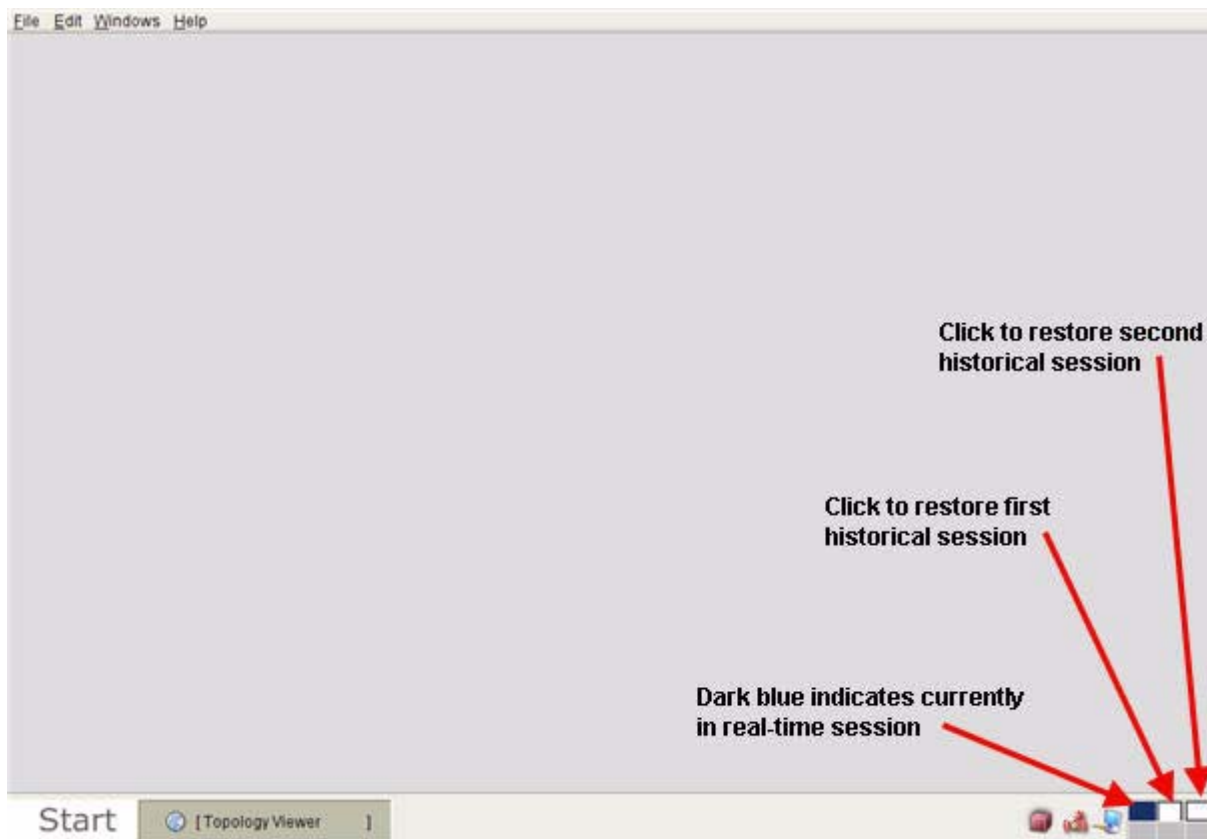 File Edit Windows Help
Click to restore second
historical session
Click to restore first
historical session
Dark blue indicates currently
in real-time session
Start [ Topology Viewer ]